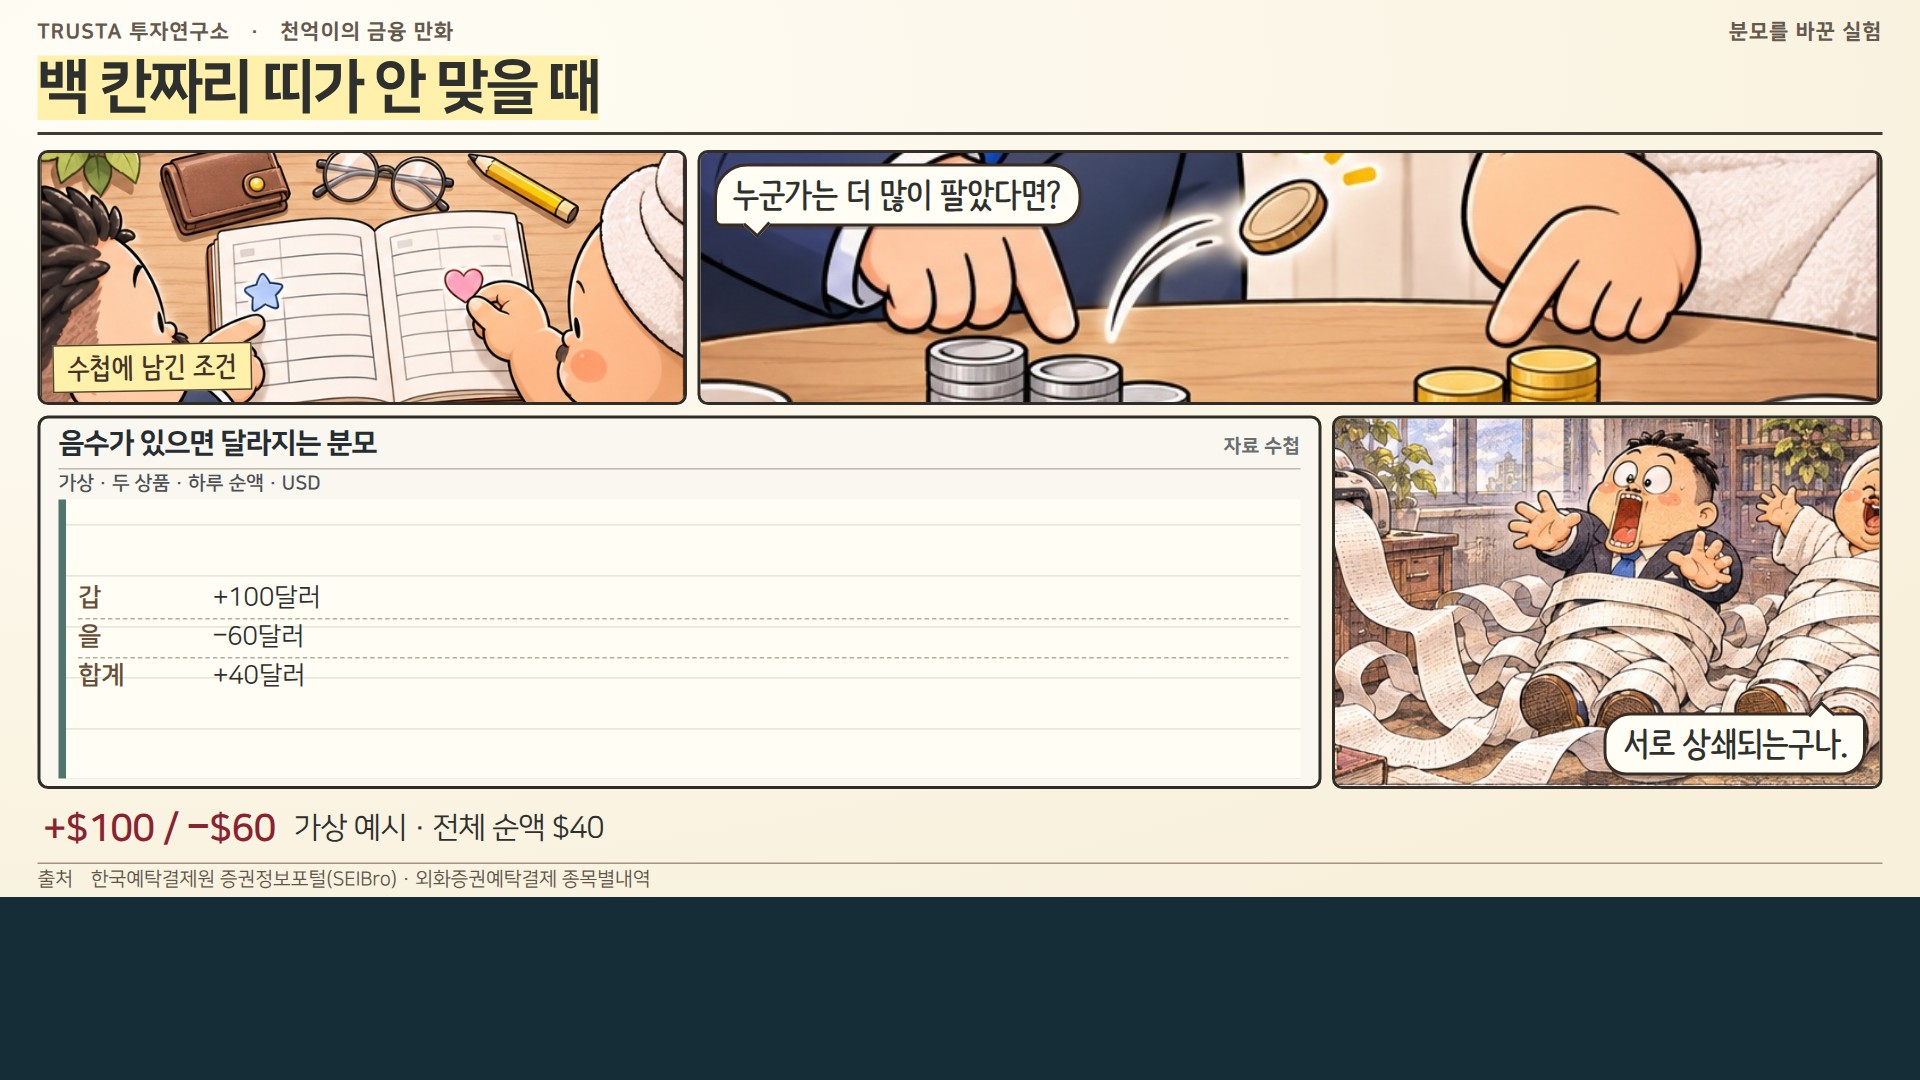 TRUSTA 투자연구소 · 천억이의 금융 만화
분모를 바꾼 실험
백 칸짜리 띠가 안 맞을 때
수첩에 남긴 조건
누군가는 더 많이 팔았다면?
음수가 있으면 달라지는 분모
자료 수첩
가상 · 두 상품 · 하루 순액 · USD
갑 +100달러
을 −60달러
합계 +40달러
서로 상쇄되는구나.
+$100 / −$60 가상 예시 · 전체 순액 $40
출처 한국예탁결제원 증권정보포털(SEIBro) · 외화증권예탁결제 종목별내역